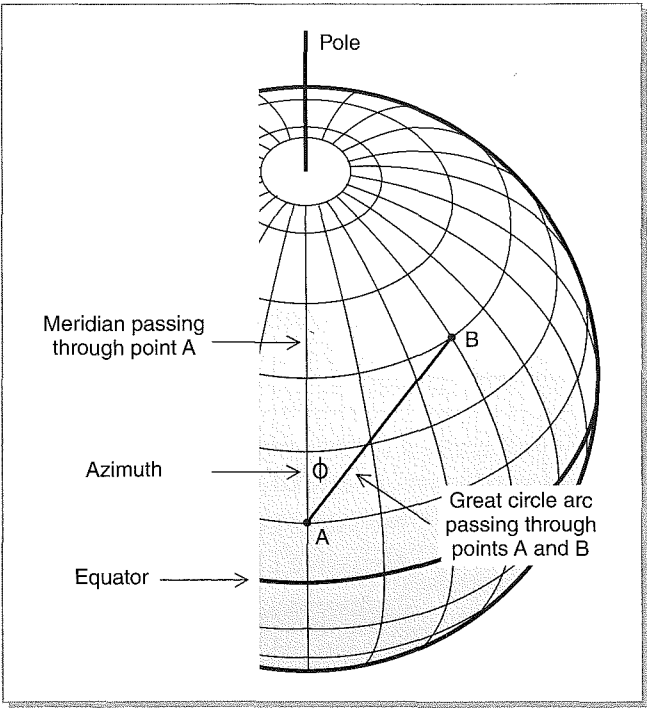 Pole
Meridian passing
through point A
B
Azimuth
ϕ
Great circle arc
passing through
points A and B
A
Equator